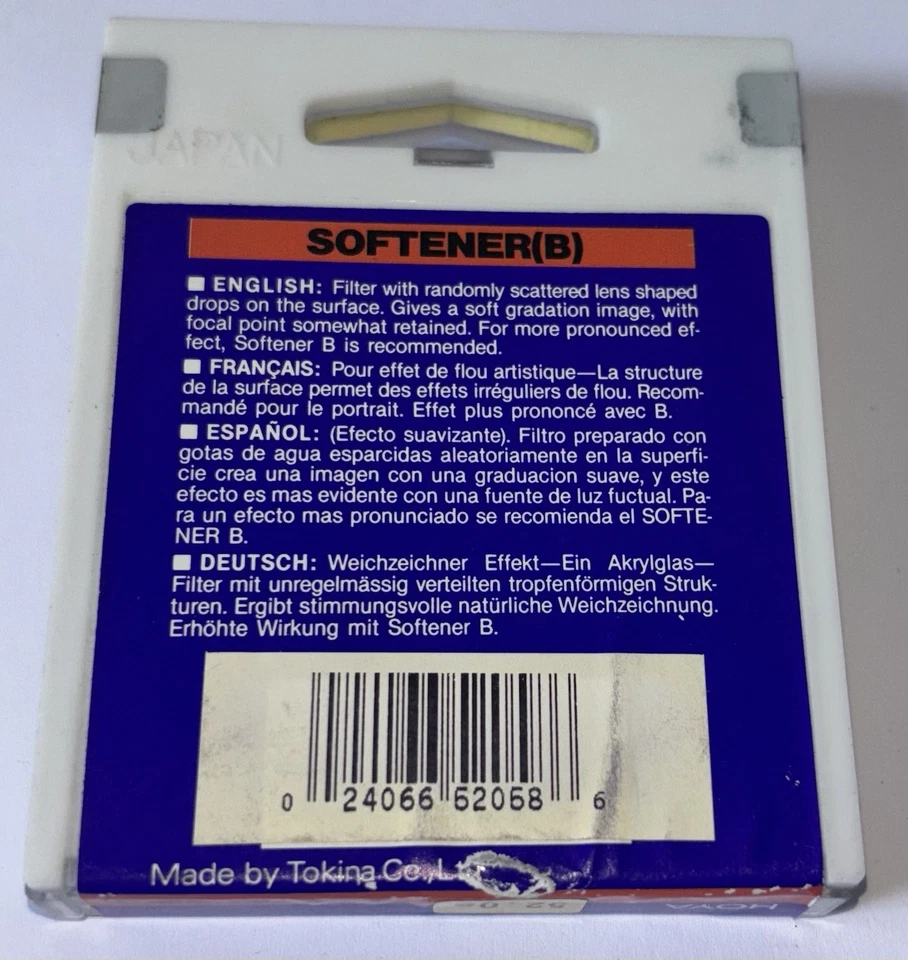 JAPAN
SOFTENER(B)
■ ENGLISH: Filter with randomly scattered lens shaped
drops on the surface. Gives a soft gradation image, with
focal point somewhat retained. For more pronounced ef-
fect, Softener B is recommended.
■ FRANÇAIS: Pour effet de flou artistique—La structure
de la surface permet des effets irréguliers de flou. Recom-
mandé pour le portrait. Effet plus prononcé avec B.
■ ESPAÑOL: (Efecto suavizante). Filtro preparado con
gotas de agua esparcidas aleatoriamente en la superfi-
cie crea una imagen con una graduacion suave, y este
efecto es mas evidente con una fuente de luz fuctual. Pa-
ra un efecto mas pronunciado se recomienda el SOFTE-
NER B.
■ DEUTSCH: Weichzeichner Effekt—Ein Akrylglas—
Filter mit unregelmässig verteilten tropfenförmigen Struk-
turen. Ergibt stimmungsvolle natürliche Weichzeichnung.
Erhöhte Wirkung mit Softener B.
0 24066 52058 6
Made by Tokina Co.,
HOYA